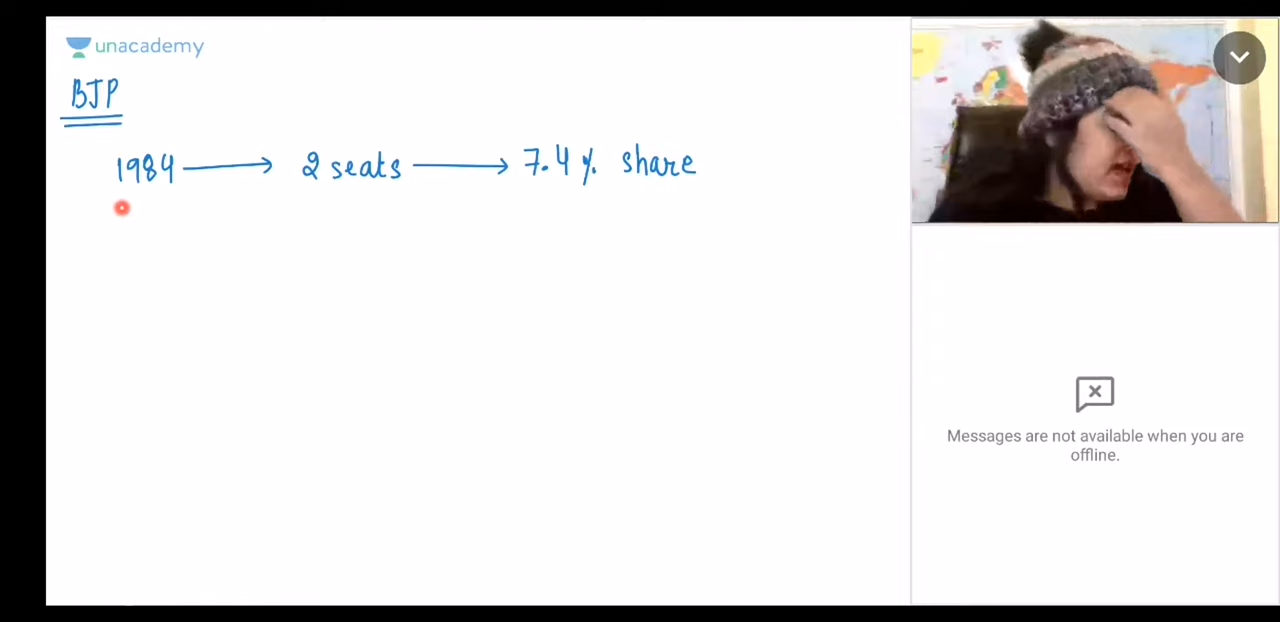 unacademy
BJP
1984 → 2 seats → 7.4 % share
Messages are not available when you are
offline.